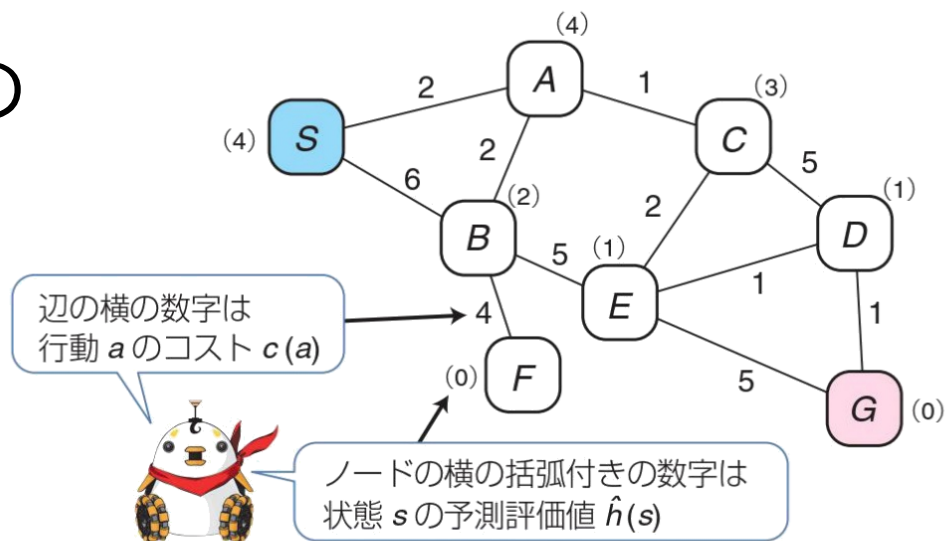 (4)
A
2
1
(3)
(4)
S
C
2
5
6
(2)
(1)
B
2
D
5
(1)
E
1
辺の横の数字は
行動 a のコスト c (a)
4
1
(0)
F
5
G
(0)
ノードの横の括弧付きの数字は
状態 s の予測評価値 ĥ(s)